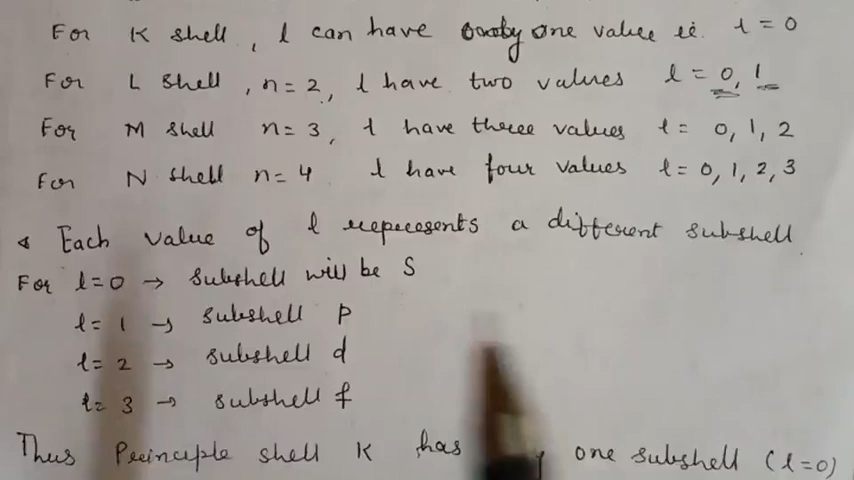 For K shell, l can have only one value ie. l = 0
For L shell, n=2, l have two values l = 0, 1
For M shell n=3, l have three values l = 0, 1, 2
For N shell n=4 l have four values l = 0, 1, 2, 3
Each value of l represents a different subshell
For l=0 → subshell will be S
l= 1 → subshell p
l= 2 → subshell d
l= 3 → subshell f
Thus Principle shell K has one subshell (l=0)